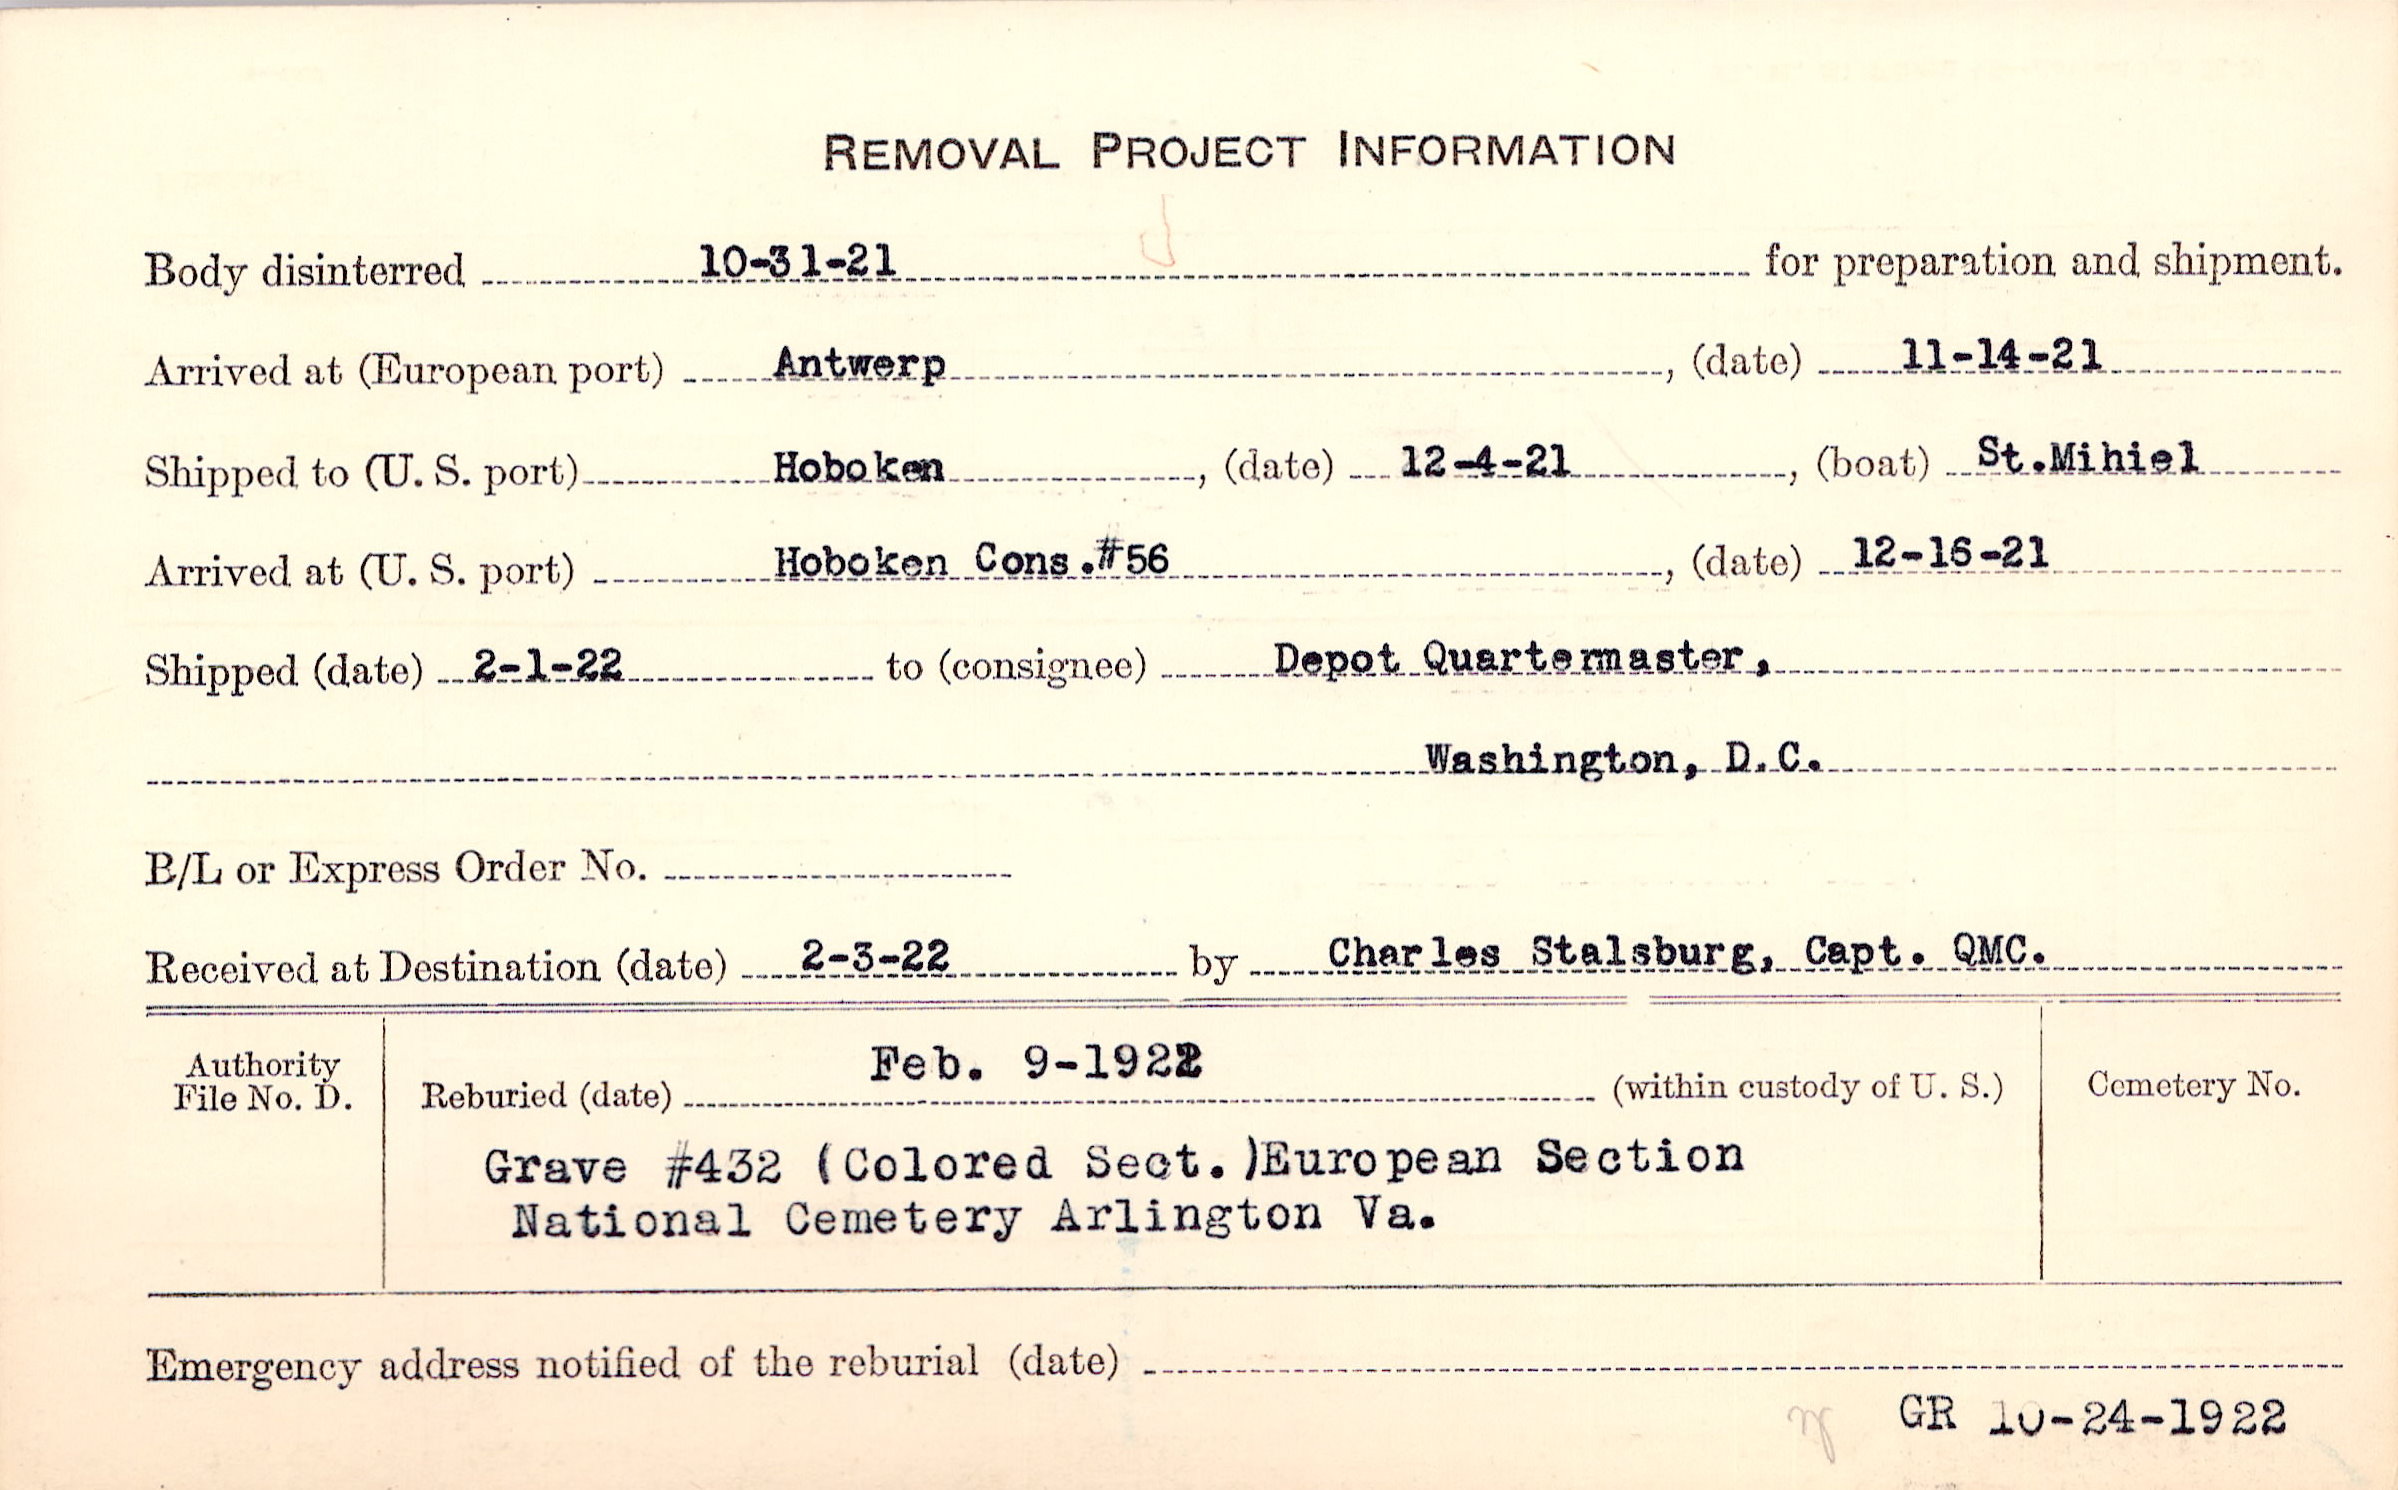 REMOVAL PROJECT INFORMATION
Body disinterred 10-31-21 for preparation and shipment.
Arrived at (European port) Antwerp, (date) 11-14-21
Shipped to (U. S. port) Hoboken, (date) 12-4-21, (boat) St.Mihiel
Arrived at (U. S. port) Hoboken Cons.#56, (date) 12-16-21
Shipped (date) 2-1-22 to (consignee) Depot Quartermaster,
Washington, D.C.
B/L or Express Order No.
Received at Destination (date) 2-3-22 by Charles Stalsburg, Capt. QMC.
Authority File No. D.
Reburied (date) Feb. 9-1922 (within custody of U. S.)
Cemetery No.
Grave #432 (Colored Sect.)European Section
National Cemetery Arlington Va.
Emergency address notified of the reburial (date)
GR 10-24-1922